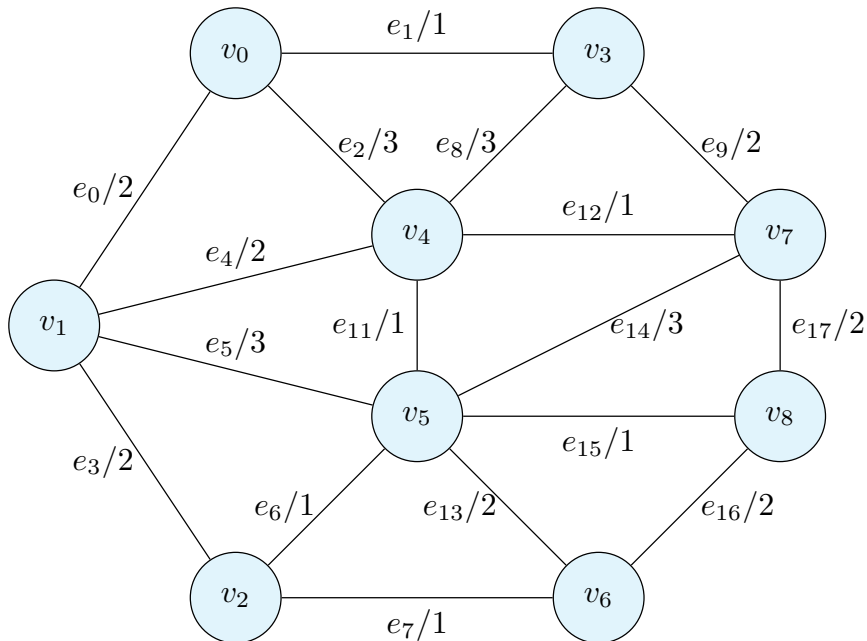 e₁/1
v₀
v₃
e₂/3
e₈/3
e₉/2
e₀/2
e₁₂/1
v₄
v₇
e₄/2
v₁
e₁₁/1
e₁₄/3
e₁₇/2
e₅/3
v₅
v₈
e₁₅/1
e₃/2
e₆/1
e₁₃/2
e₁₆/2
v₂
v₆
e₇/1